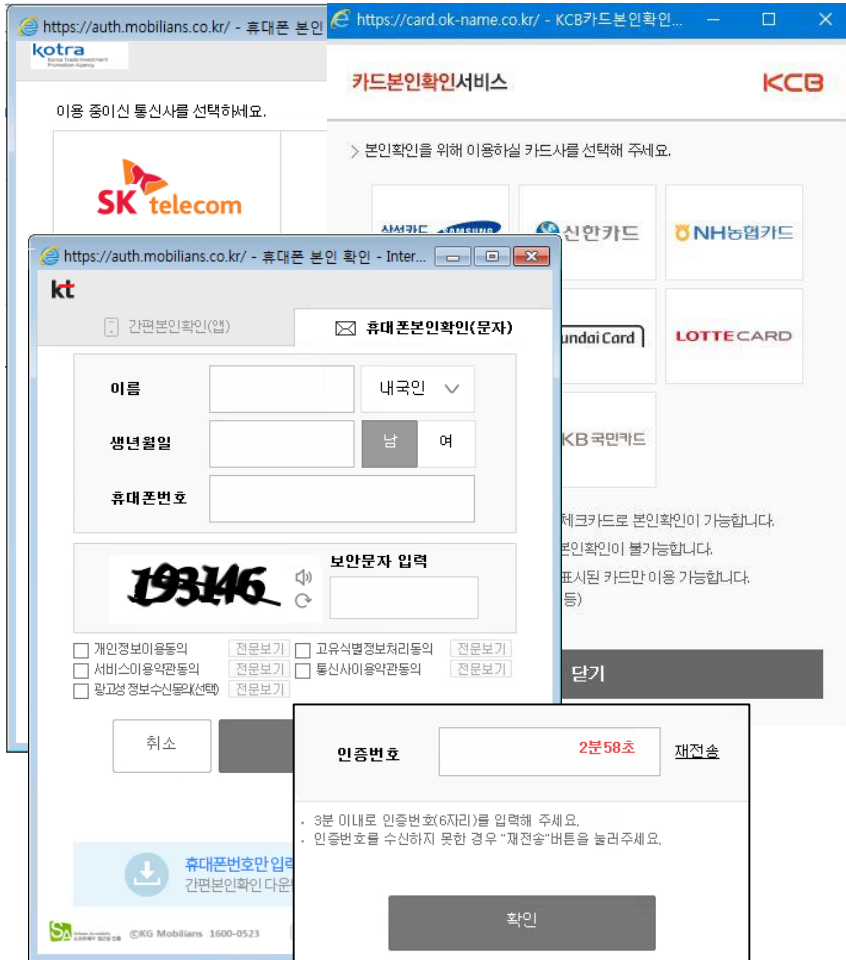 https://auth.mobilians.co.kr/ - 휴대폰 본인
kotra
Korea Trade-Investment
Promotion Agency
이용 중이신 통신사를 선택하세요.
SK telecom
https://card.ok-name.co.kr/ - KCB카드본인확인...
카드본인확인서비스
KCB
> 본인확인을 위해 이용하실 카드사를 선택해 주세요.
삼성카드 SAMSUNG
신한카드
NH농협카드
undai Card
LOTTECARD
KB국민카드
체크카드로 본인확인이 가능합니다.
본인확인이 불가능합니다.
표시된 카드만 이용 가능합니다.
등)
닫기
https://auth.mobilians.co.kr/ - 휴대폰 본인 확인 - Inter...
kt
간편본인확인(앱)
휴대폰본인확인(문자)
이름
내국인
생년월일
남 여
휴대폰번호
193146
보안문자 입력
개인정보이용동의 전문보기 고유식별정보처리동의 전문보기
서비스이용약관동의 전문보기 통신사이용약관동의 전문보기
광고성 정보수신동의(선택) 전문보기
취소
휴대폰번호만 입력
간편본인확인 다운
©KG Mobilians 1600-0523
인증번호 2분58초 재전송
· 3분 이내로 인증번호(6자리)를 입력해 주세요.
· 인증번호를 수신하지 못한 경우 "재전송"버튼을 눌러주세요.
확인